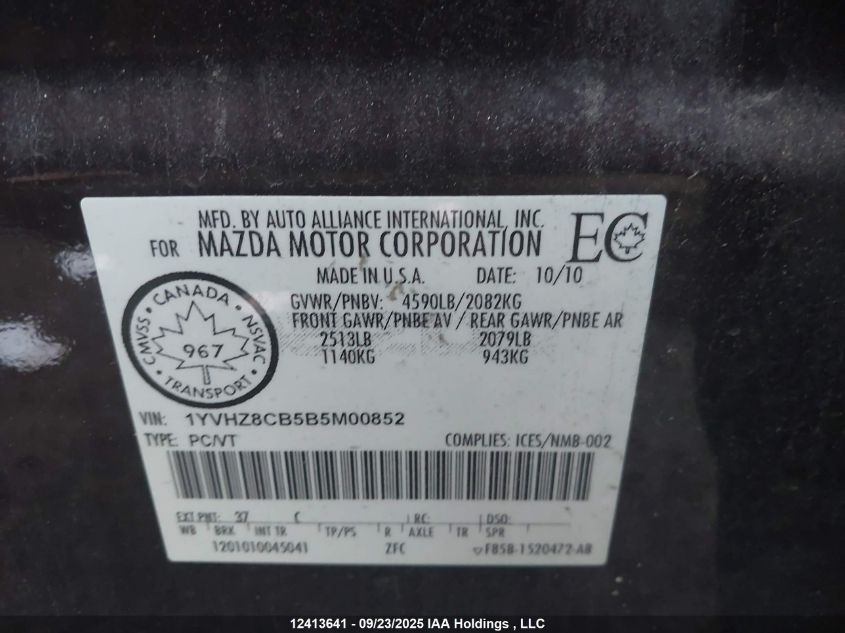 MFD. BY AUTO ALLIANCE INTERNATIONAL, INC.
FOR MAZDA MOTOR CORPORATION EC
MADE IN U.S.A. DATE: 10/10
GVWR/PNBV: 4590LB/2082KG
FRONT GAWR/PNBE AV / REAR GAWR/PNBE AR
2513LB 2079LB
1140KG 943KG
CANADA
CMVSS 967 NSVAC
TRANSPORT
VIN: 1YVHZ8CB5B5M00852
TYPE: PC/VT COMPLIES: ICES/NMB-002
EXT PNT: 37 C RC: DSO:
WB BRK INT TR TP/PS R AXLE TR SPR
1201010045041 ZFC F85B-1520472-AB
12413641 - 09/23/2025 IAA Holdings , LLC